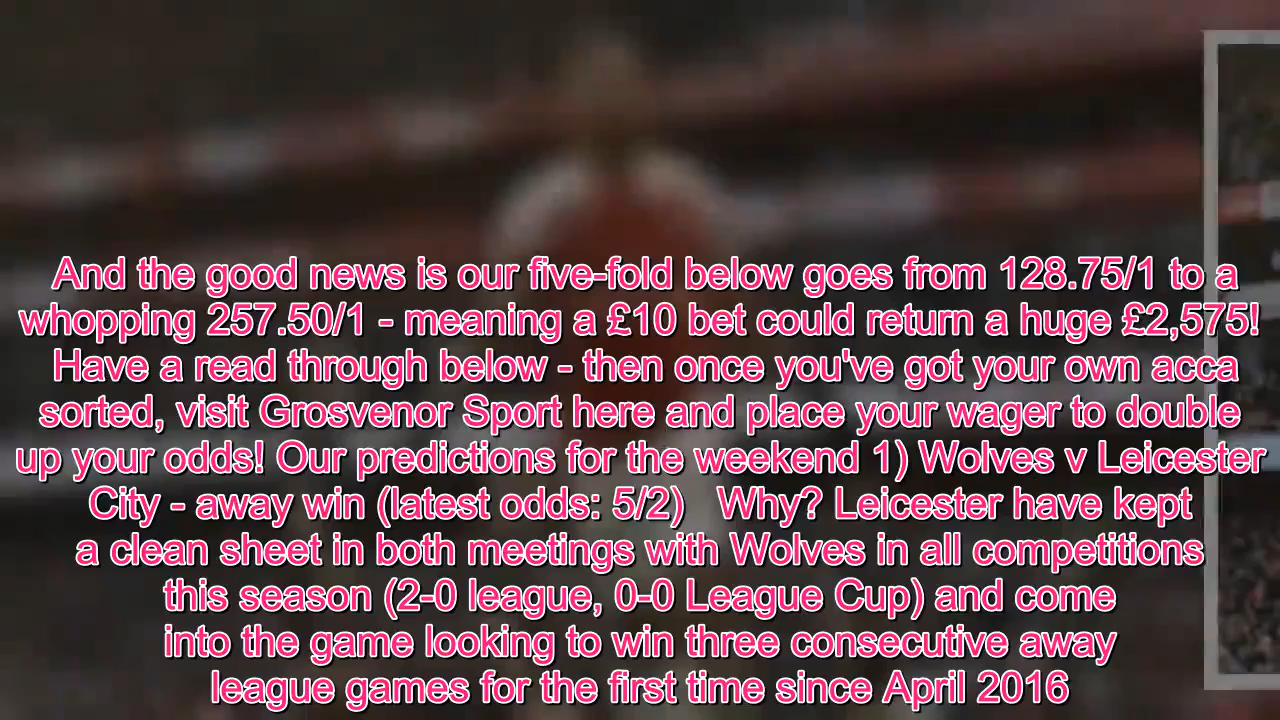 And the good news is our five-fold below goes from 128.75/1 to a
whopping 257.50/1 - meaning a £10 bet could return a huge £2,575!
Have a read through below - then once you've got your own acca
sorted, visit Grosvenor Sport here and place your wager to double
up your odds! Our predictions for the weekend 1) Wolves v Leicester
City - away win (latest odds: 5/2)   Why? Leicester have kept
a clean sheet in both meetings with Wolves in all competitions
this season (2-0 league, 0-0 League Cup) and come
into the game looking to win three consecutive away
league games for the first time since April 2016